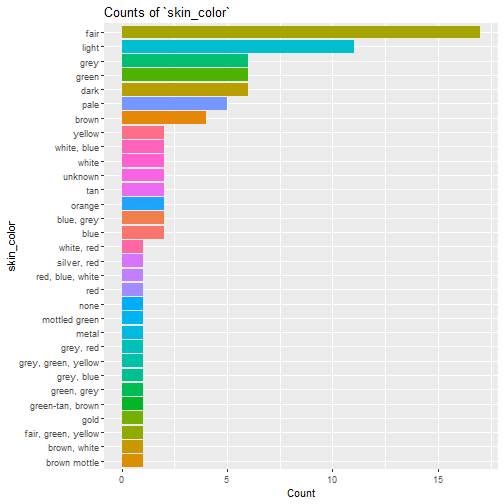 Counts of `skin_color`
fair
light
grey
green
dark
pale
brown
yellow
white, blue
white
unknown
tan
orange
blue, grey
blue
white, red
silver, red
red, blue, white
red
none
mottled green
metal
grey, red
grey, green, yellow
grey, blue
green, grey
green-tan, brown
gold
fair, green, yellow
brown, white
brown mottle
skin_color
0 5 10 15
Count